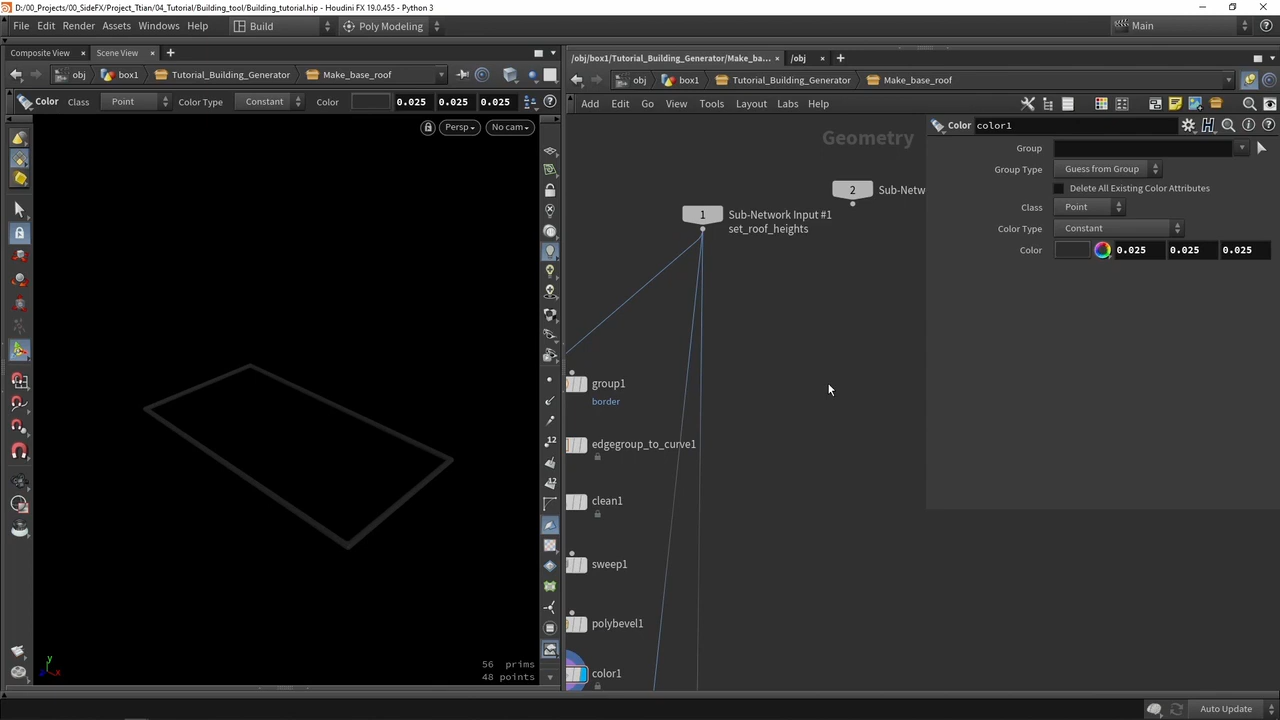 D:/00_Projects/00_SideFX/Project_Ttian/04_Tutorial/Building_tool/Building_tutorial.hip - Houdini FX 19.0.455 - Python 3
File Edit Render Assets Windows Help Build Poly Modeling Main
Composite View Scene View
/obj/box1/Tutorial_Building_Generator/Make_ba... /obj
obj box1 Tutorial_Building_Generator Make_base_roof
obj box1 Tutorial_Building_Generator Make_base_roof
Color Class Point Color Type Constant Color 0.025 0.025 0.025
Add Edit Go View Tools Layout Labs Help
Persp No cam
Geometry
Color color1
Group
Group Type Guess from Group
Delete All Existing Color Attributes
Class Point
Color Type Constant
Color 0.025 0.025 0.025
2 Sub-Netw
1 Sub-Network Input #1
set_roof_heights
group1
border
edgegroup_to_curve1
clean1
sweep1
polybevel1
color1
12
12
y
z x
56 prims
48 points
Auto Update